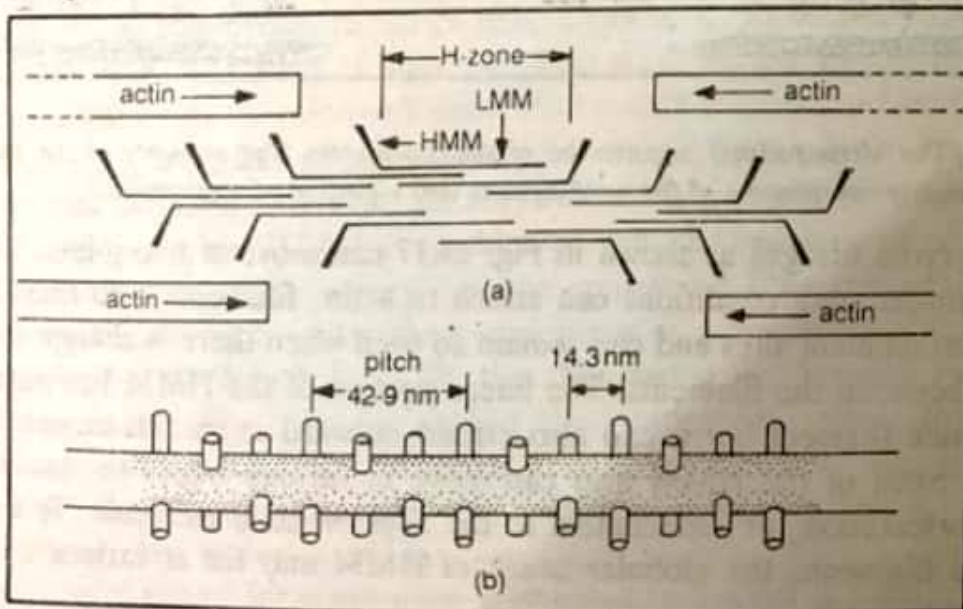 H-zone
actin
LMM
actin
HMM
(a)
actin
actin
pitch
14.3 nm
42·9 nm
(b)